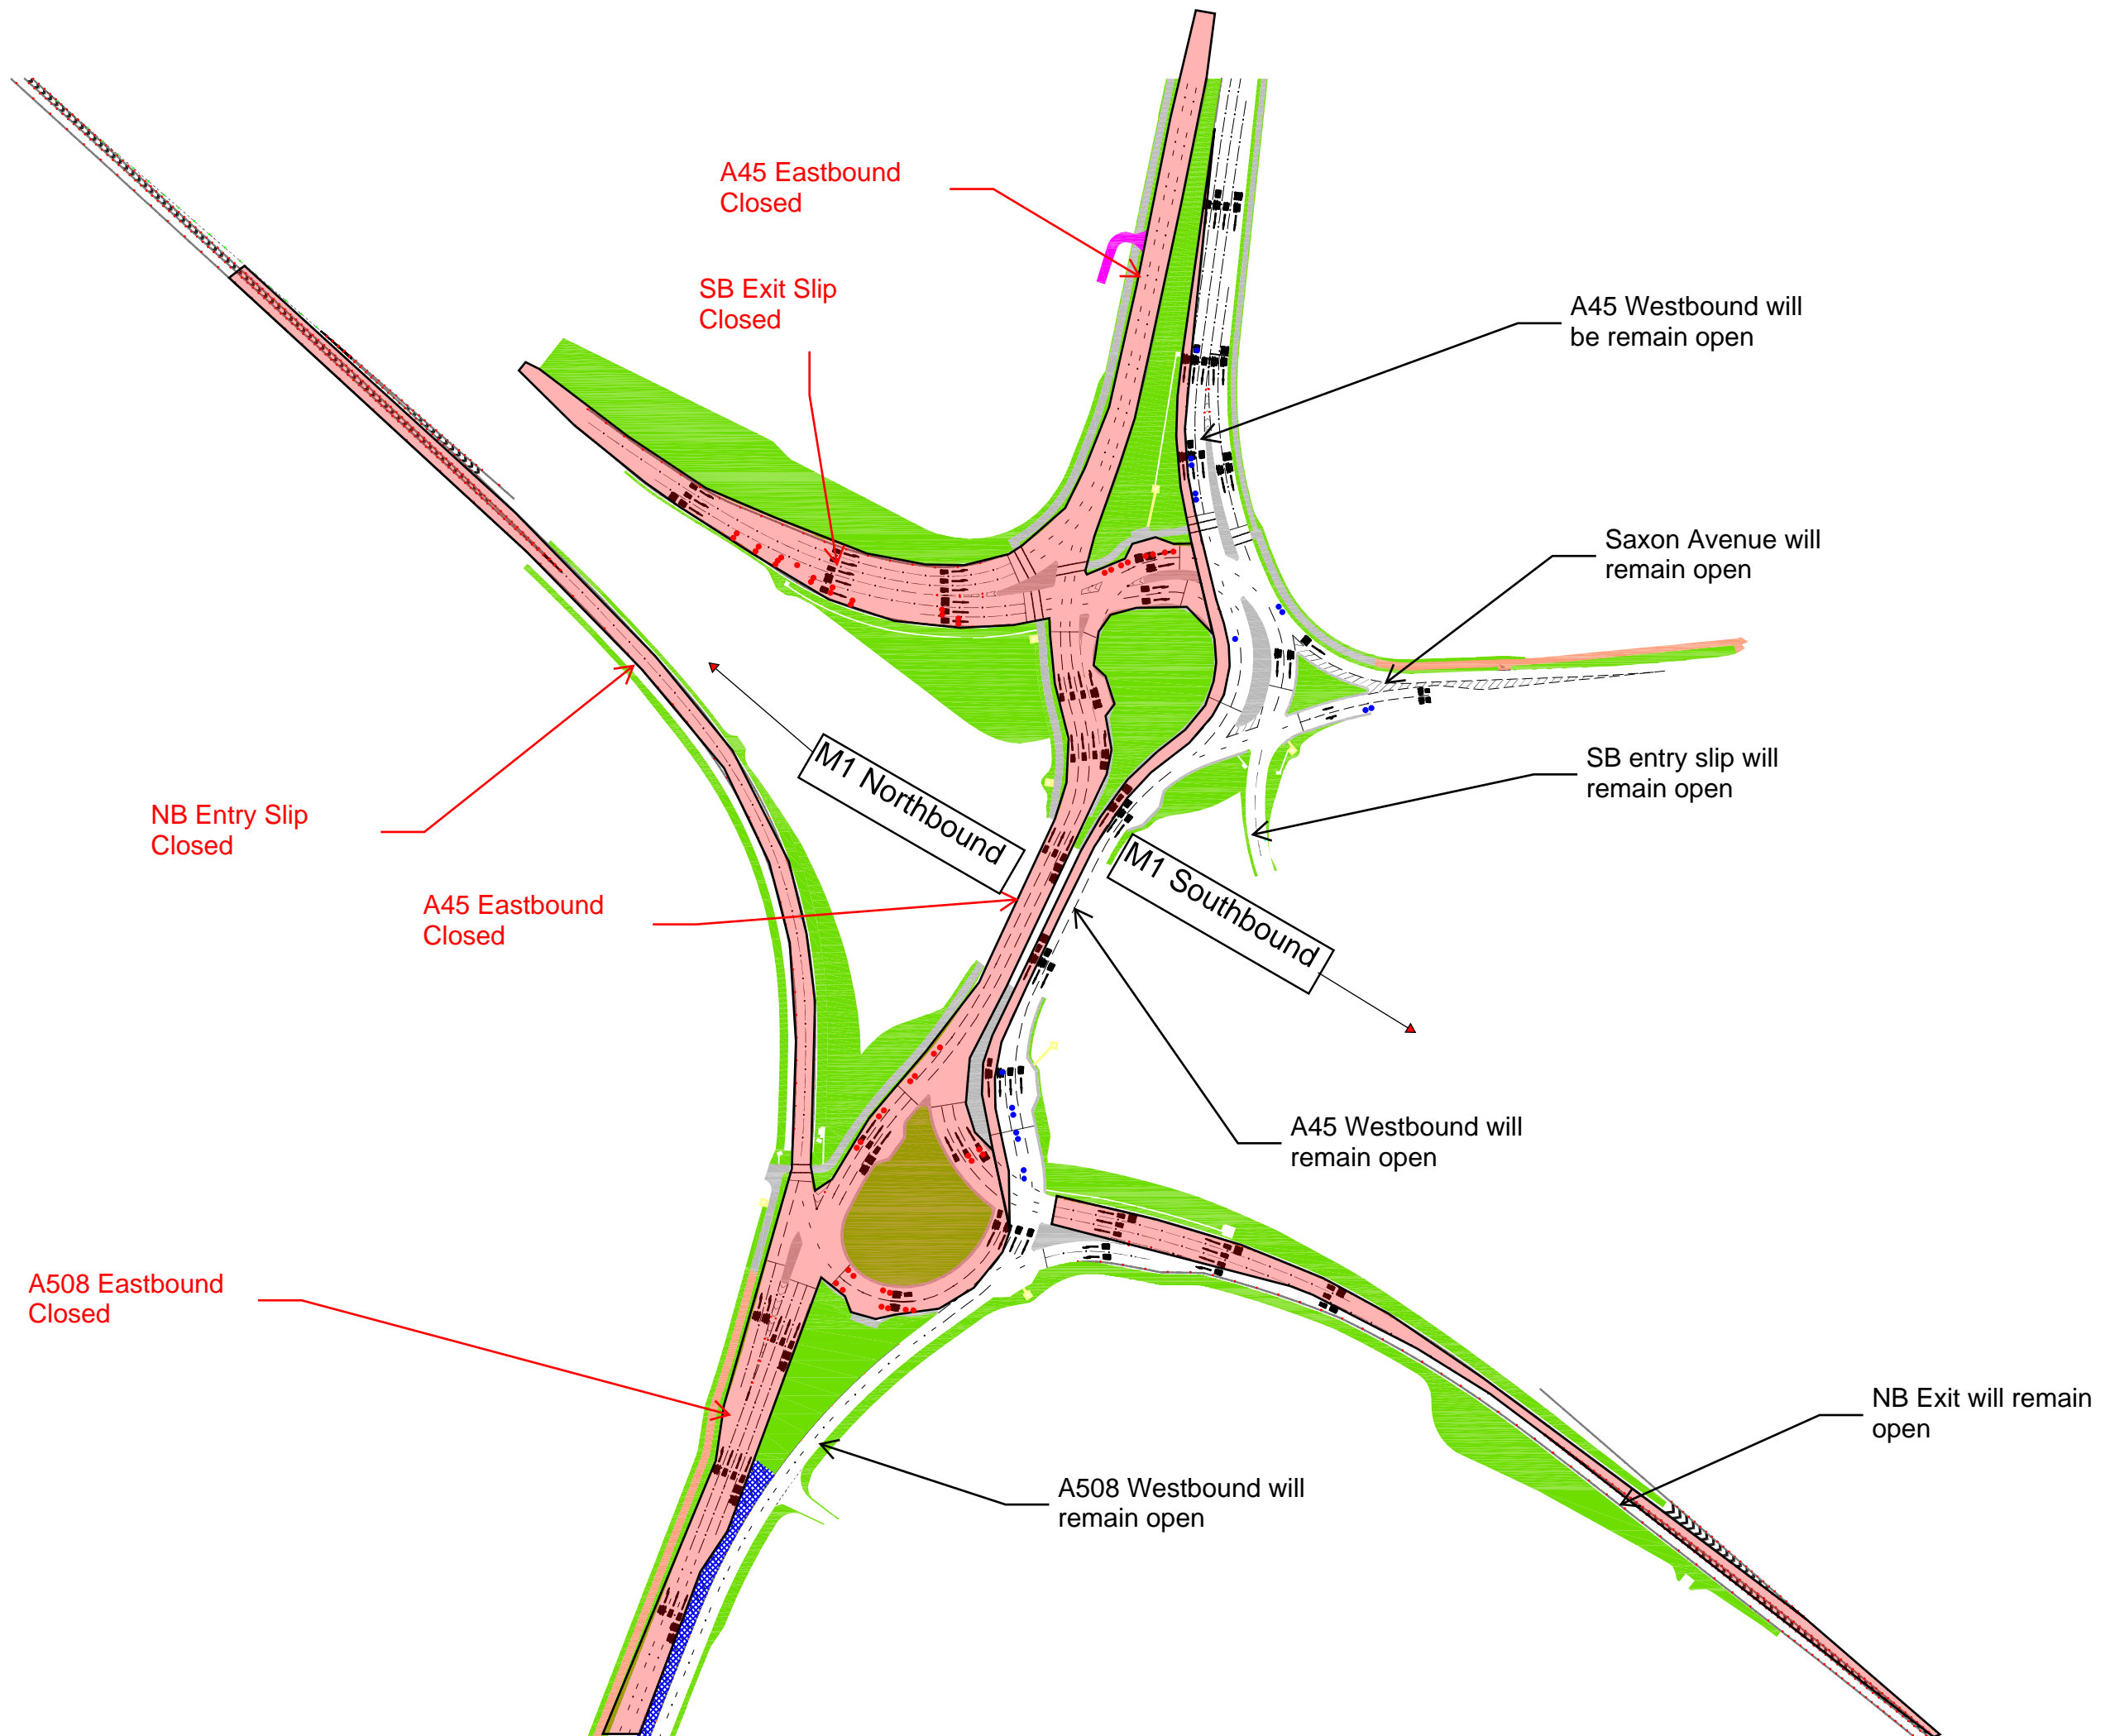 A45 Eastbound
Closed
SB Exit Slip
Closed
A45 Westbound will
be remain open
Saxon Avenue will
remain open
SB entry slip will
remain open
M1 Northbound
NB Entry Slip
Closed
M1 Southbound
A45 Eastbound
Closed
A45 Westbound will
remain open
A508 Eastbound
Closed
NB Exit will remain
open
A508 Westbound will
remain open